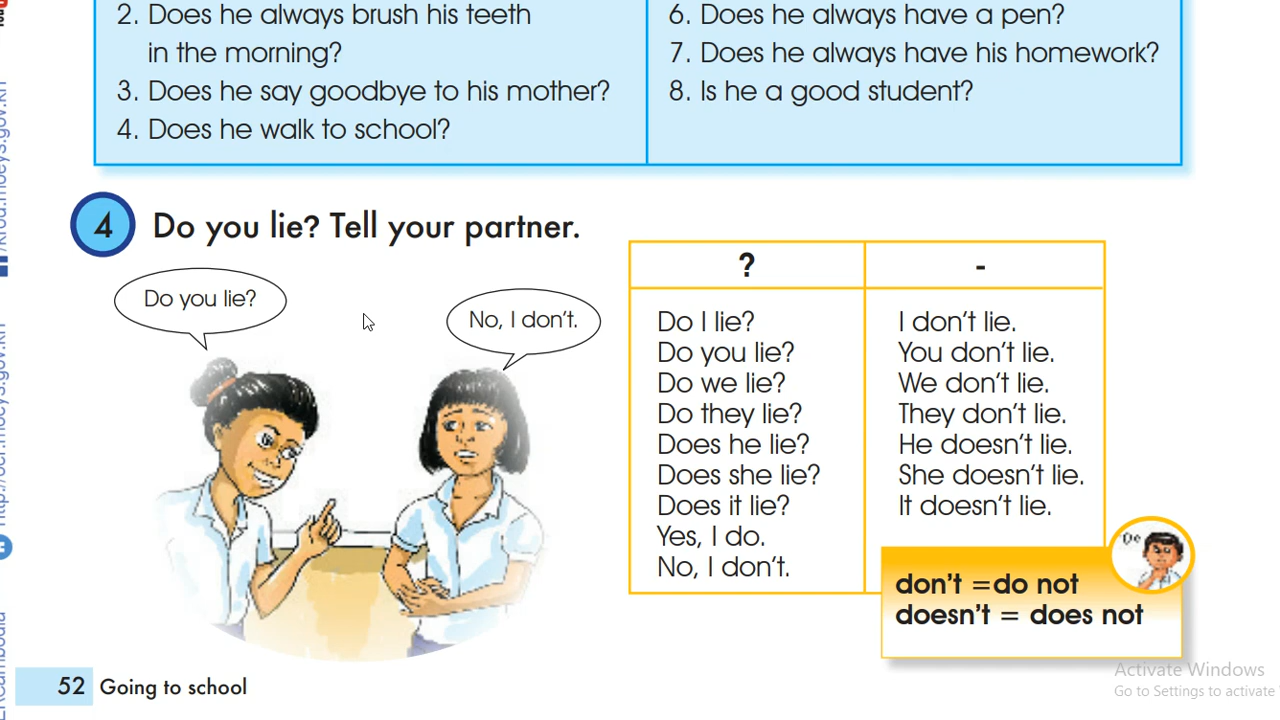 2. Does he always brush his teeth
in the morning?
3. Does he say goodbye to his mother?
4. Does he walk to school?
6. Does he always have a pen?
7. Does he always have his homework?
8. Is he a good student?
4 Do you lie? Tell your partner.
Do you lie?
No, I don't.
?
Do I lie?
Do you lie?
Do we lie?
Do they lie?
Does he lie?
Does she lie?
Does it lie?
Yes, I do.
No, I don't.
-
I don't lie.
You don't lie.
We don't lie.
They don't lie.
He doesn't lie.
She doesn't lie.
It doesn't lie.
don't =do not
doesn't = does not
52 Going to school
Activate Windows
Go to Settings to activate